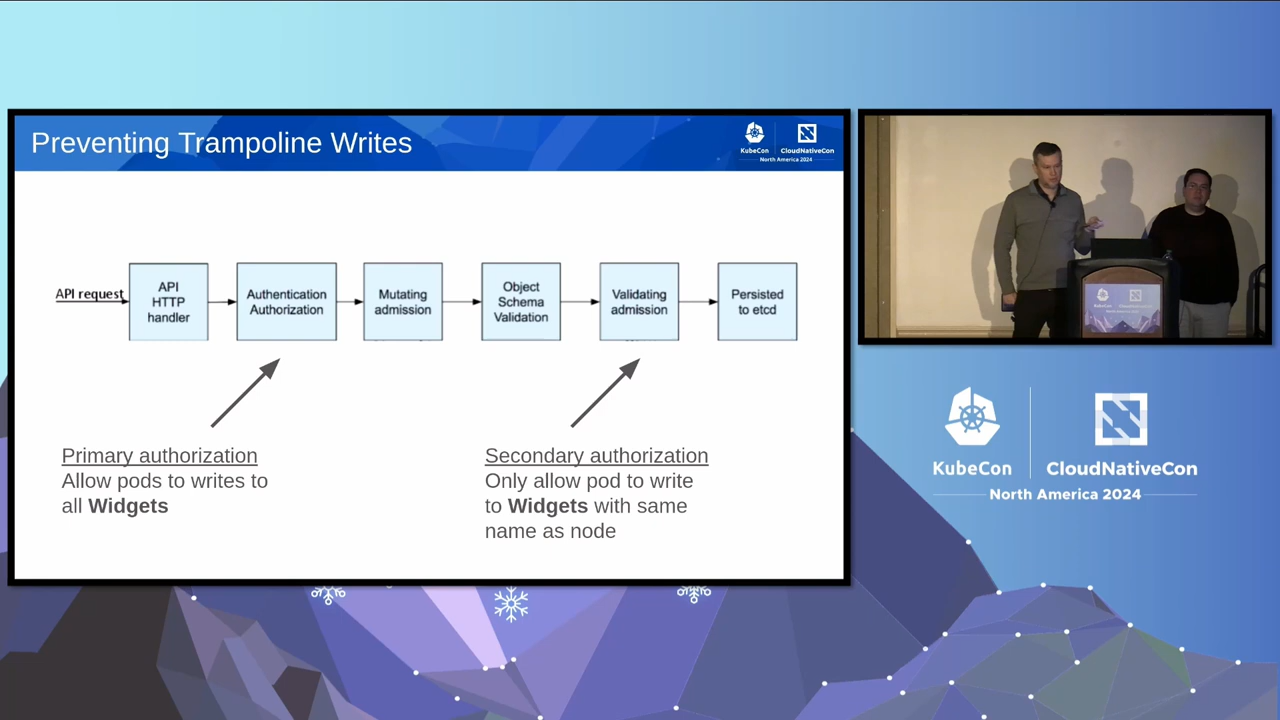 Preventing Trampoline Writes
KubeCon
CloudNativeCon
North America 2024
API request
API
HTTP
handler
Authentication
Authorization
Mutating
admission
Object
Schema
Validation
Validating
admission
Persisted
to etcd
Primary authorization
Allow pods to writes to
all Widgets
Secondary authorization
Only allow pod to write
to Widgets with same
name as node
KubeCon
CloudNativeCon
North America 2024